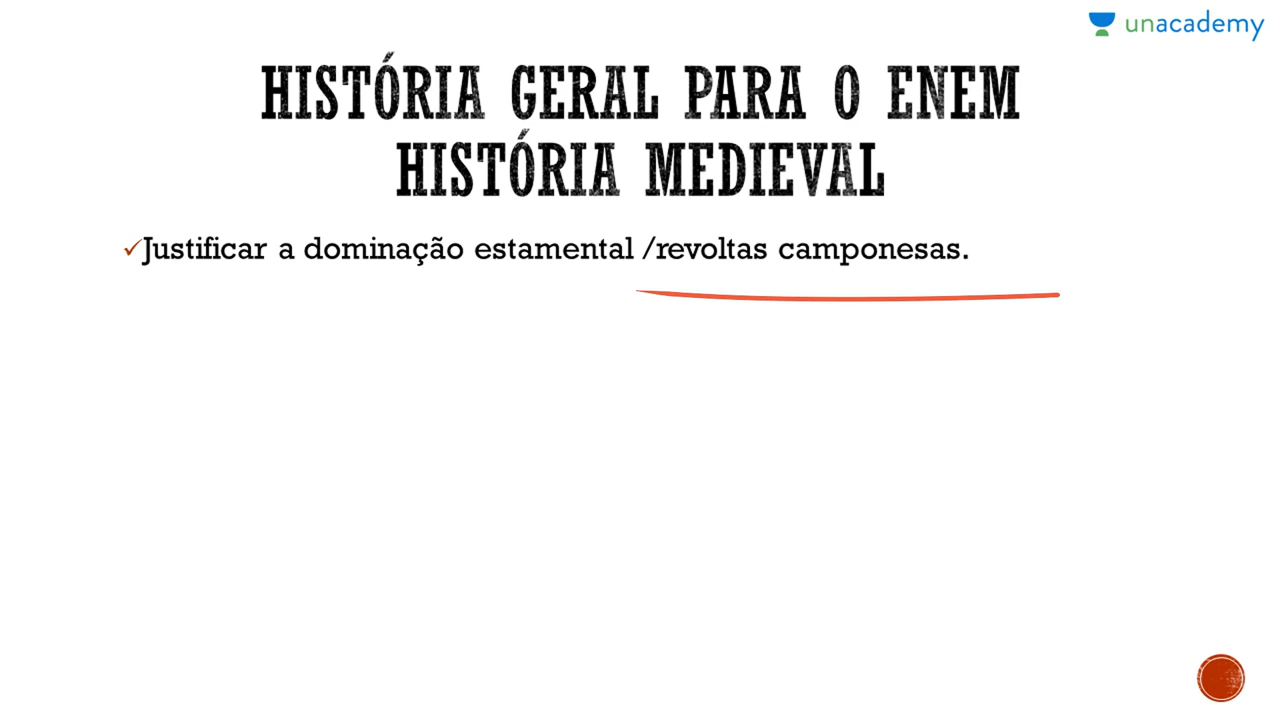 unacademy
HISTÓRIA GERAL PARA O ENEM
HISTÓRIA MEDIEVAL
✓Justificar a dominação estamental /revoltas camponesas.